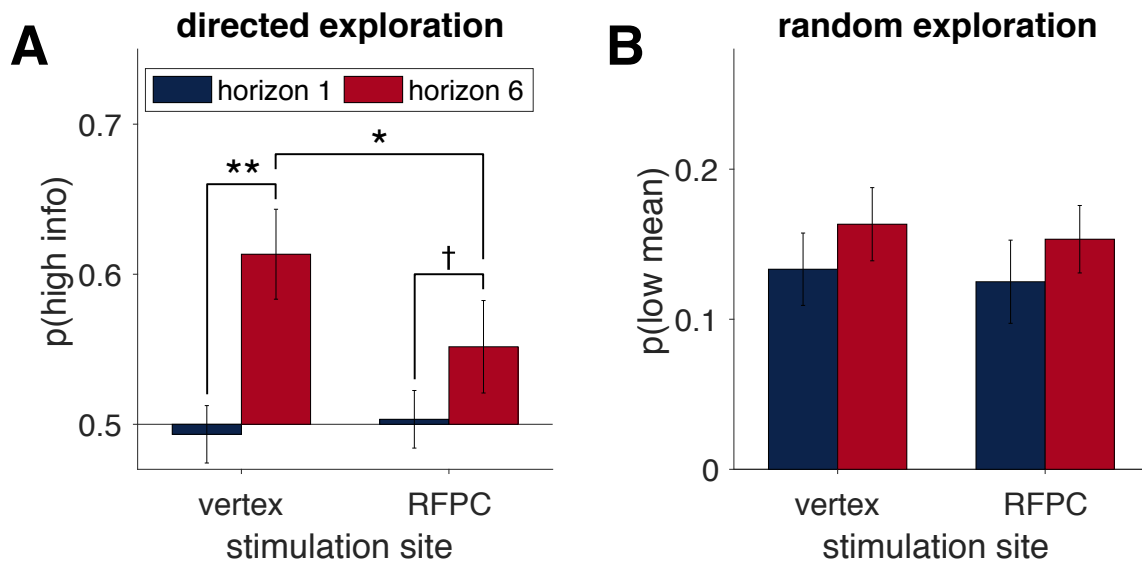 A
directed exploration
horizon 1 horizon 6
**
*
†
0.7
0.6
0.5
p(high info)
vertex RFPC
stimulation site
B
random exploration
0.2
0.1
0
p(low mean)
vertex RFPC
stimulation site